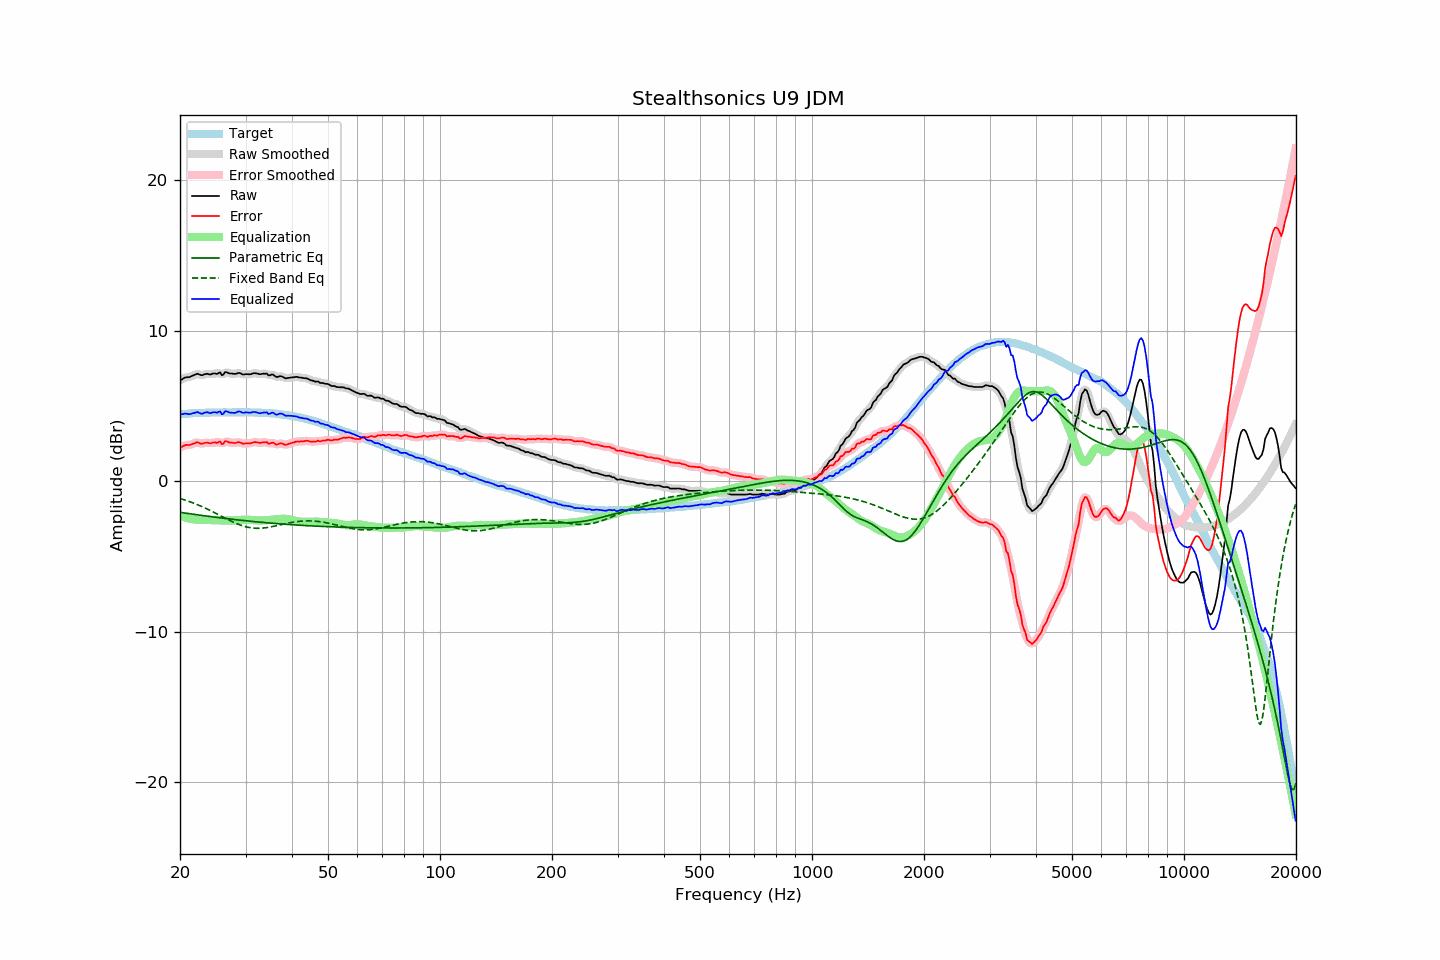 Stealthsonics U9 JDM
Target
Raw Smoothed
Error Smoothed
Raw
Error
Equalization
Parametric Eq
Fixed Band Eq
Equalized
Amplitude (dBr)
20
10
0
−10
−20
20
50
100
200
500
1000
2000
5000
10000
20000
Frequency (Hz)